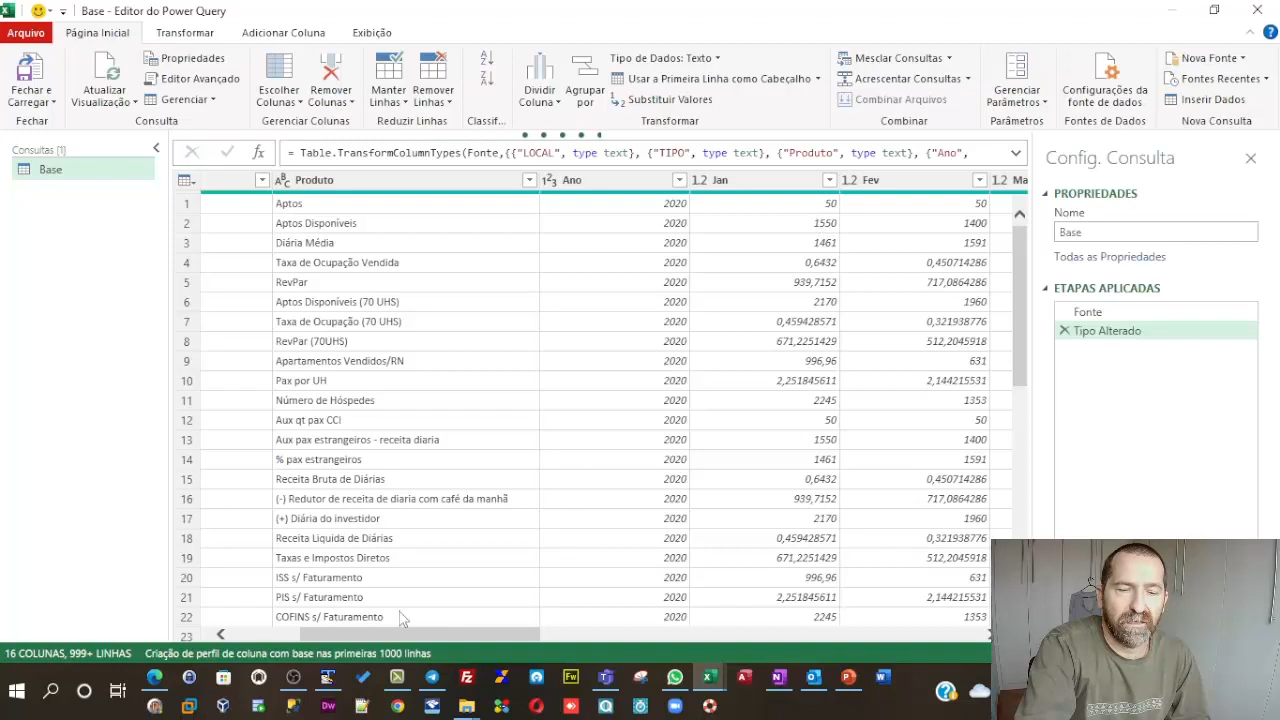 Base - Editor do Power Query
Arquivo
Página Inicial
Transformar
Adicionar Coluna
Exibição
Fechar e
Carregar
Fechar
Atualizar
Visualização
Propriedades
Editor Avançado
Gerenciar
Consulta
Escolher
Colunas
Remover
Colunas
Gerenciar Colunas
Manter
Linhas
Remover
Linhas
Reduzir Linhas
Classif...
Dividir
Coluna
Agrupar
por
Tipo de Dados: Texto
Usar a Primeira Linha como Cabeçalho
Substituir Valores
Transformar
Mesclar Consultas
Acrescentar Consultas
Combinar Arquivos
Combinar
Gerenciar
Parâmetros
Parâmetros
Configurações da
fonte de dados
Fontes de Dados
Nova Fonte
Fontes Recentes
Inserir Dados
Nova Consulta
Consultas [1]
Base
= Table.TransformColumnTypes(Fonte,{{"LOCAL", type text}, {"TIPO", type text}, {"Produto", type text}, {"Ano",
Produto Ano Jan Fev Ma
1 Aptos 2020 50 50
2 Aptos Disponíveis 2020 1550 1400
3 Diária Média 2020 1461 1591
4 Taxa de Ocupação Vendida 2020 0,6432 0,450714286
5 RevPar 2020 939,7152 717,0864286
6 Aptos Disponíveis (70 UHS) 2020 2170 1960
7 Taxa de Ocupação (70 UHS) 2020 0,459428571 0,321938776
8 RevPar (70UHS) 2020 671,2251429 512,2045918
9 Apartamentos Vendidos/RN 2020 996,96 631
10 Pax por UH 2020 2,251845611 2,144215531
11 Número de Hóspedes 2020 2245 1353
12 Aux qt pax CCI 2020 50 50
13 Aux pax estrangeiros - receita diaria 2020 1550 1400
14 % pax estrangeiros 2020 1461 1591
15 Receita Bruta de Diárias 2020 0,6432 0,450714286
16 (-) Redutor de receita de diaria com café da manhã 2020 939,7152 717,0864286
17 (+) Diária do investidor 2020 2170 1960
18 Receita Liquida de Diárias 2020 0,459428571 0,321938776
19 Taxas e Impostos Diretos 2020 671,2251429 512,2045918
20 ISS s/ Faturamento 2020 996,96 631
21 PIS s/ Faturamento 2020 2,251845611 2,144215531
22 COFINS s/ Faturamento 2020 2245 1353
23
Config. Consulta
PROPRIEDADES
Nome
Base
Todas as Propriedades
ETAPAS APLICADAS
Fonte
Tipo Alterado
16 COLUNAS, 999+ LINHAS Criação de perfil de coluna com base nas primeiras 1000 linhas